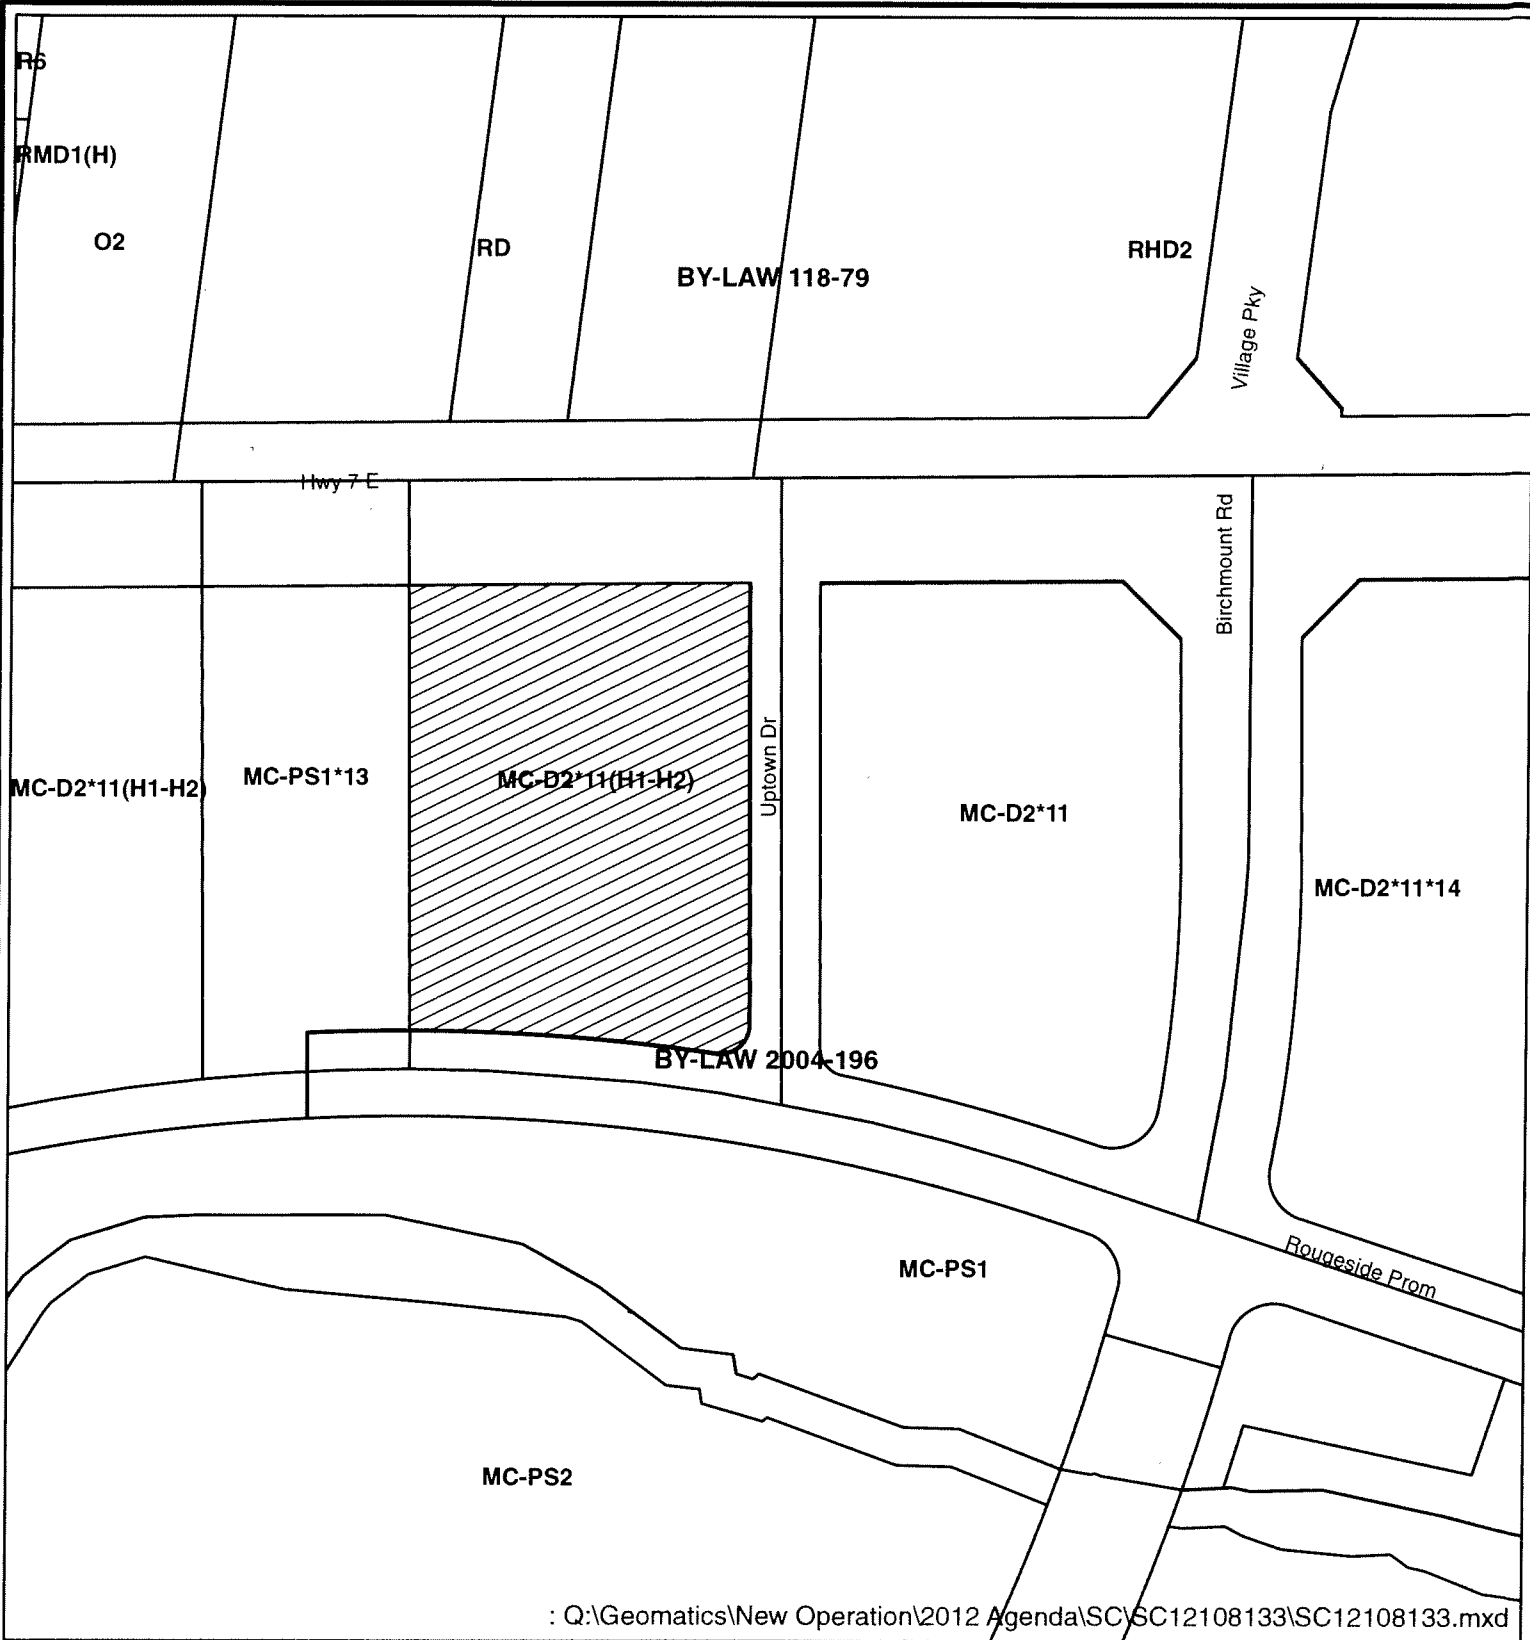 R6
RMD1(H)
O2
RD
BY-LAW 118-79
RHD2
Village Pky
Hwy 7 E
Birchmount Rd
MC-D2*11(H1-H2)
MC-PS1*13
MC-D2*11(H1-H2)
Uptown Dr
MC-D2*11
MC-D2*11*14
BY-LAW 2004-196
MC-PS1
Rougeside Prom
MC-PS2
: Q:\Geomatics\New Operation\2012 Agenda\SC\SC12108133\SC12108133.mxd